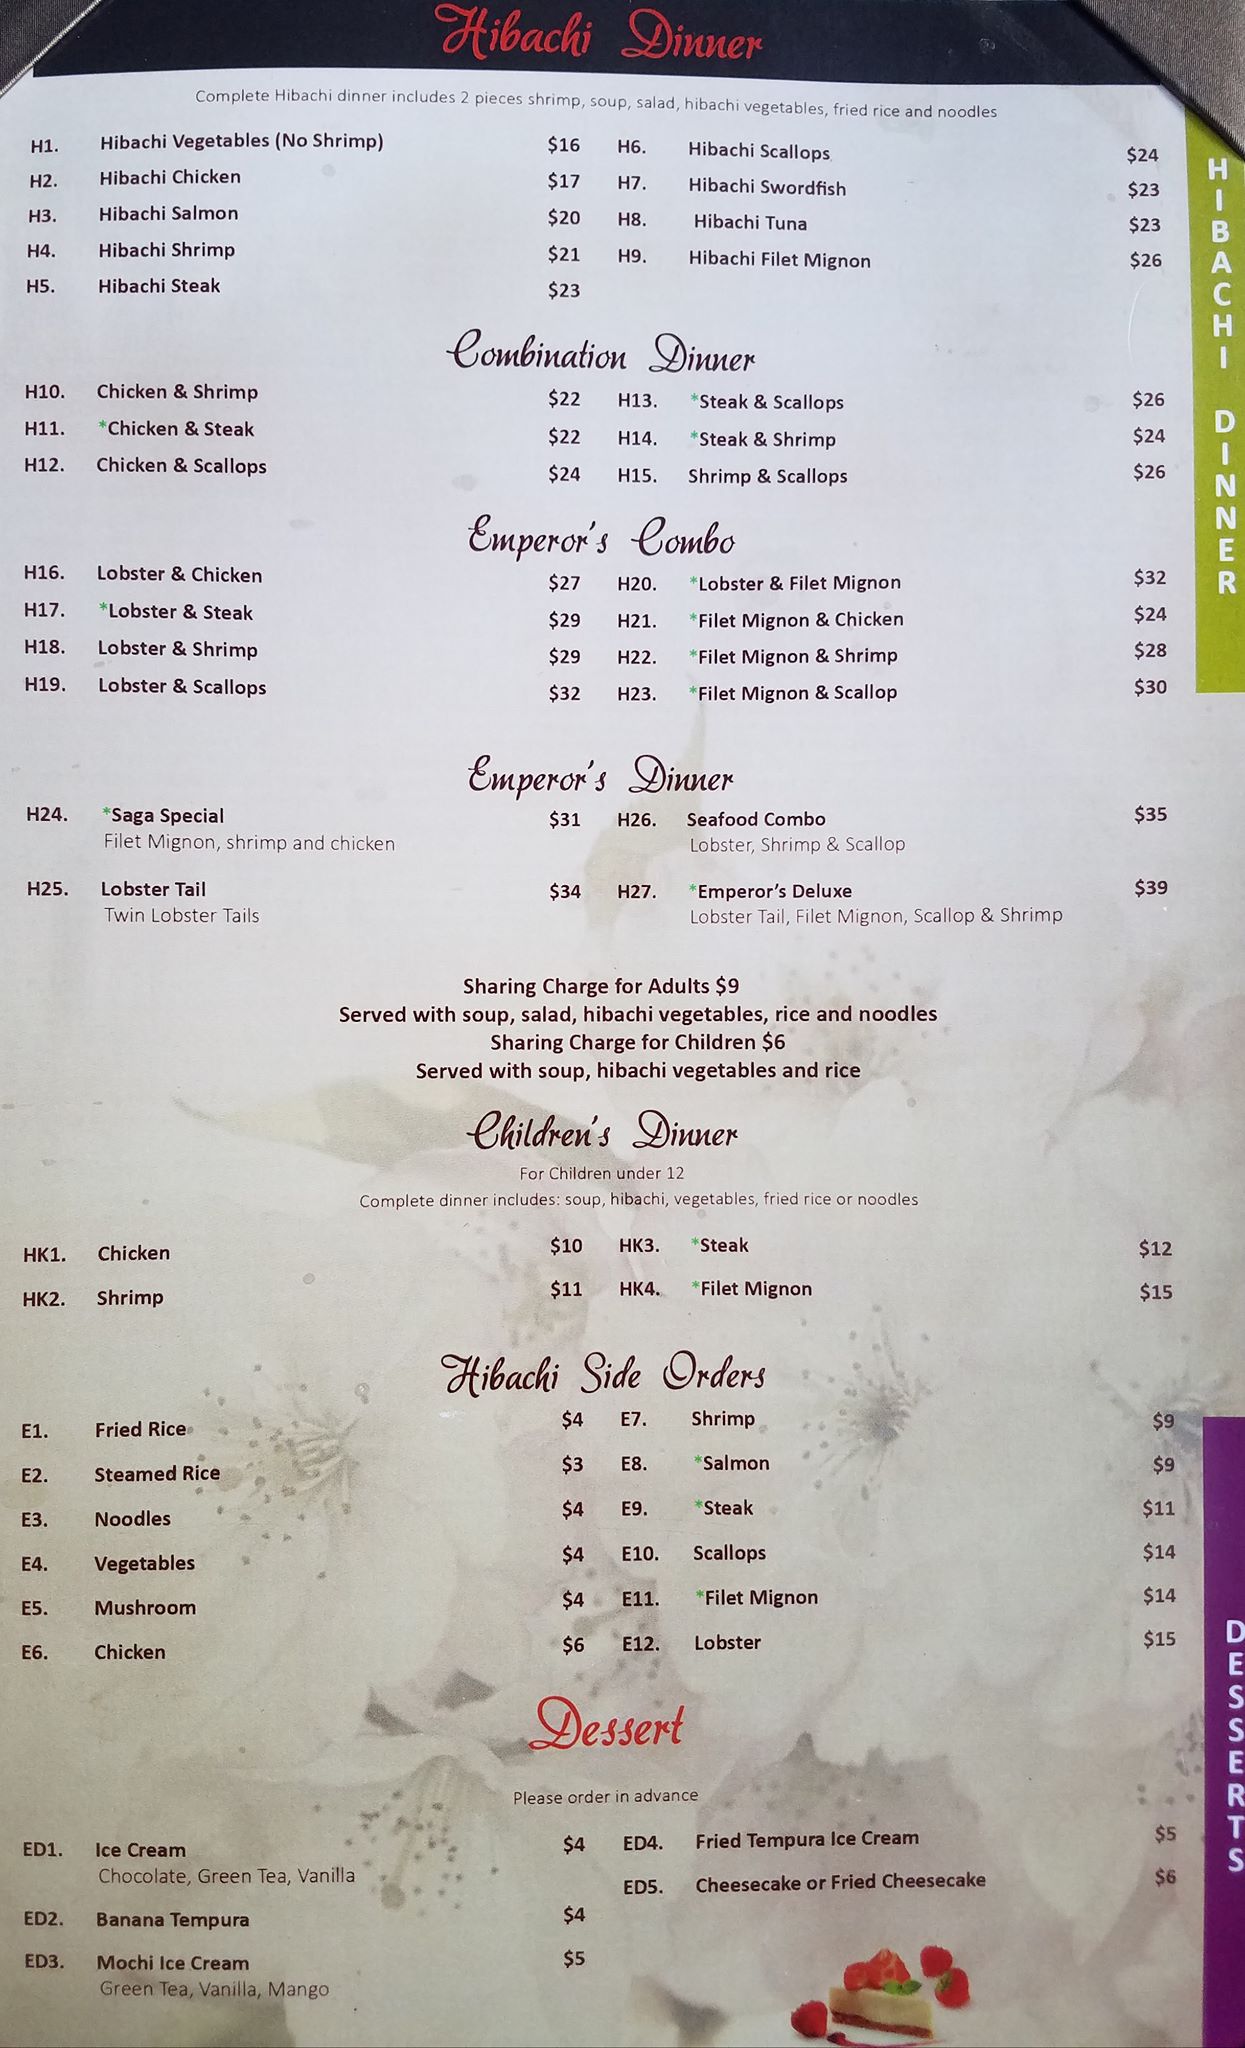 Hibachi Dinner
Complete Hibachi dinner includes 2 pieces shrimp, soup, salad, hibachi vegetables, fried rice and noodles
H1. Hibachi Vegetables (No Shrimp) $16
H2. Hibachi Chicken $17
H3. Hibachi Salmon $20
H4. Hibachi Shrimp $21
H5. Hibachi Steak $23
H6. Hibachi Scallops $24
H7. Hibachi Swordfish $23
H8. Hibachi Tuna $23
H9. Hibachi Filet Mignon $26
Combination Dinner
H10. Chicken & Shrimp $22
H11. *Chicken & Steak $22
H12. Chicken & Scallops $24
H13. *Steak & Scallops $26
H14. *Steak & Shrimp $24
H15. Shrimp & Scallops $26
Emperor's Combo
H16. Lobster & Chicken $27
H17. *Lobster & Steak $29
H18. Lobster & Shrimp $29
H19. Lobster & Scallops $32
H20. *Lobster & Filet Mignon $32
H21. *Filet Mignon & Chicken $24
H22. *Filet Mignon & Shrimp $28
H23. *Filet Mignon & Scallop $30
Emperor's Dinner
H24. *Saga Special $31
Filet Mignon, shrimp and chicken
H25. Lobster Tail $34
Twin Lobster Tails
H26. Seafood Combo $35
Lobster, Shrimp & Scallop
H27. *Emperor's Deluxe $39
Lobster Tail, Filet Mignon, Scallop & Shrimp
Sharing Charge for Adults $9
Served with soup, salad, hibachi vegetables, rice and noodles
Sharing Charge for Children $6
Served with soup, hibachi vegetables and rice
Children's Dinner
For Children under 12
Complete dinner includes: soup, hibachi, vegetables, fried rice or noodles
HK1. Chicken $10
HK2. Shrimp $11
HK3. *Steak $12
HK4. *Filet Mignon $15
Hibachi Side Orders
E1. Fried Rice $4
E2. Steamed Rice $3
E3. Noodles $4
E4. Vegetables $4
E5. Mushroom $4
E6. Chicken $6
E7. Shrimp $9
E8. *Salmon $9
E9. *Steak $11
E10. Scallops $14
E11. *Filet Mignon $14
E12. Lobster $15
Dessert
Please order in advance
ED1. Ice Cream $4
Chocolate, Green Tea, Vanilla
ED2. Banana Tempura $4
ED3. Mochi Ice Cream $5
Green Tea, Vanilla, Mango
ED4. Fried Tempura Ice Cream $5
ED5. Cheesecake or Fried Cheesecake $6
HIBACHI DINNER
DESSERTS